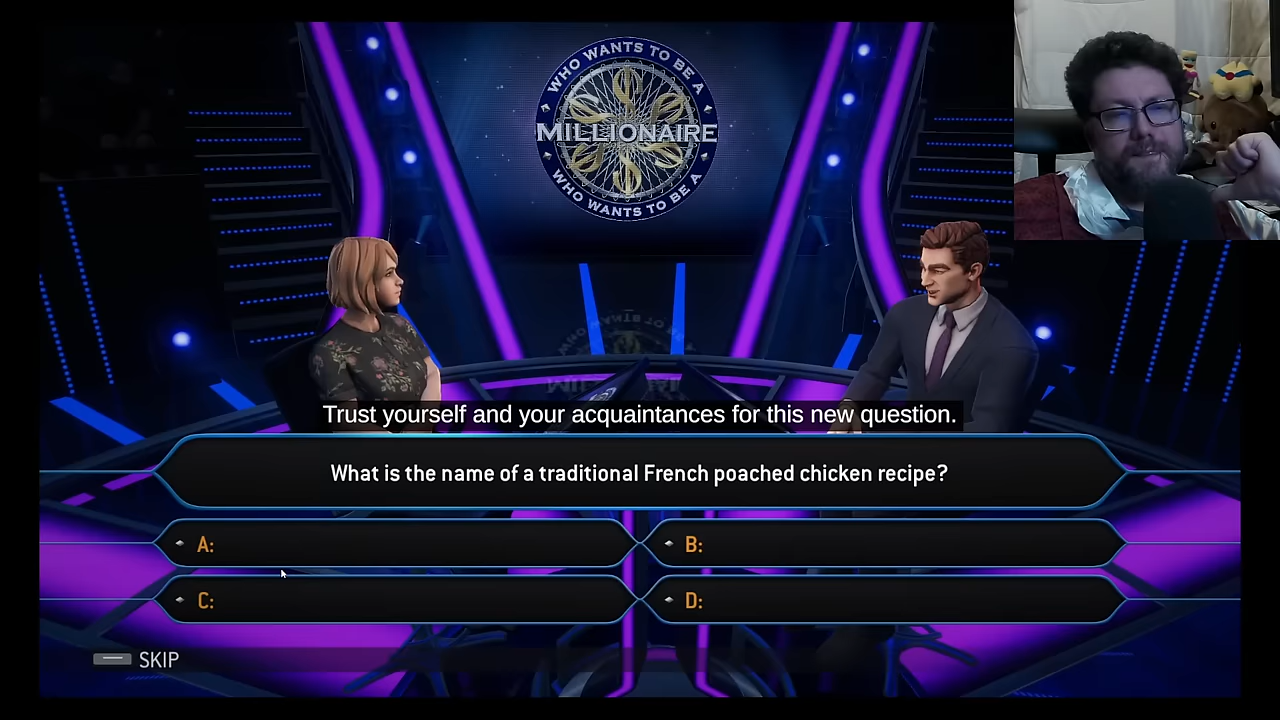 WHO WANTS TO BE A
MILLIONAIRE
WHO WANTS TO BE A
Trust yourself and your acquaintances for this new question.
What is the name of a traditional French poached chicken recipe?
A:
B:
C:
D:
SKIP